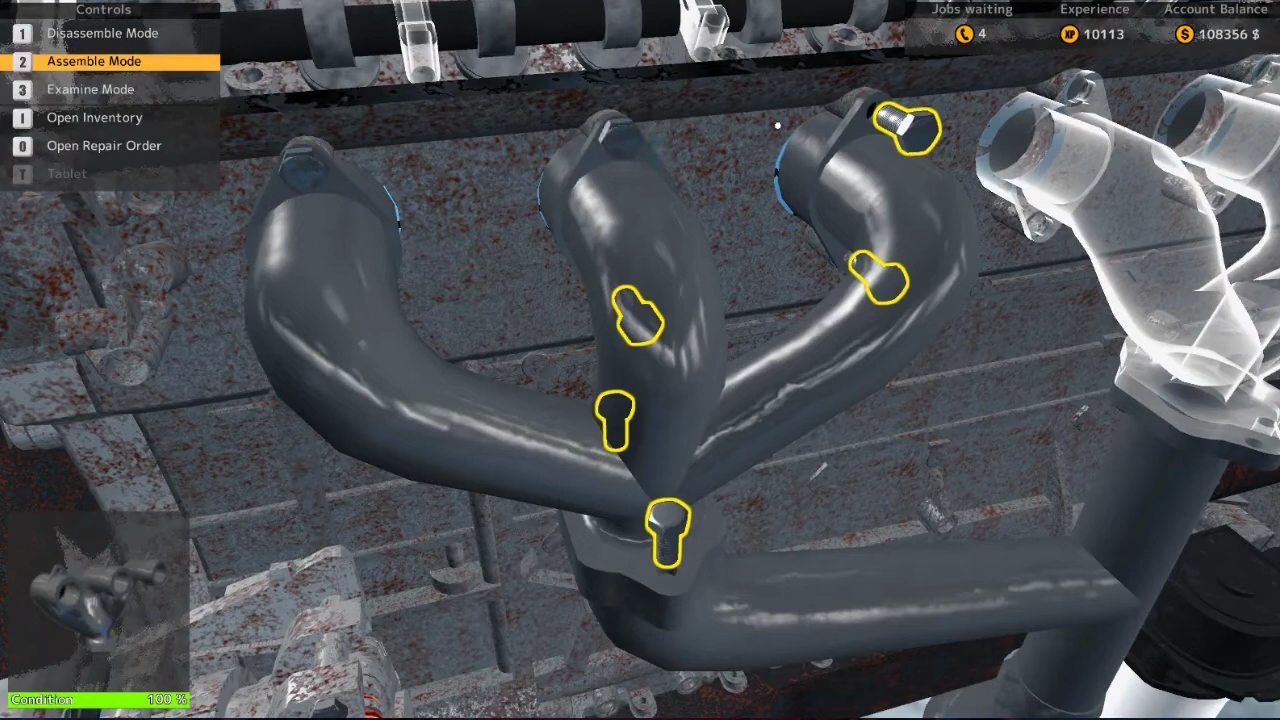 Controls
1 Disassemble Mode
2 Assemble Mode
3 Examine Mode
I Open Inventory
O Open Repair Order
T Tablet
Jobs waiting Experience Account Balance
4 XP 10113 $ 108356 $
Condition 100 %